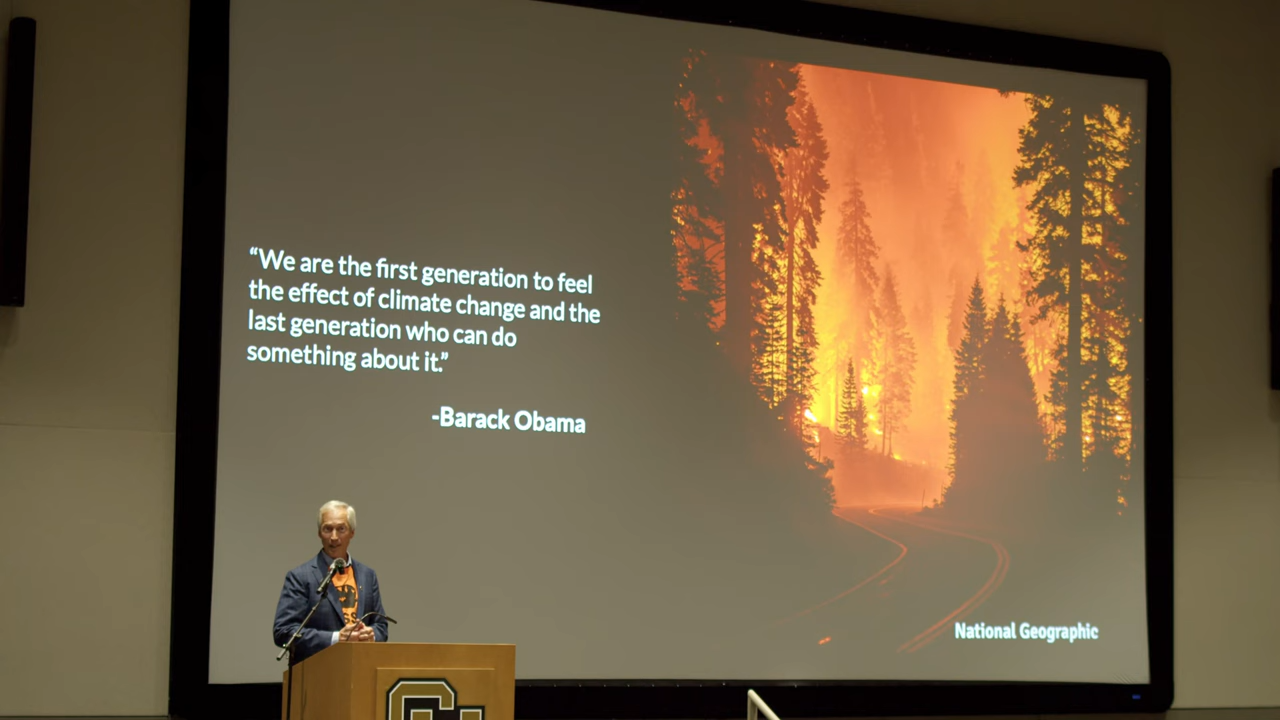 “We are the first generation to feel
the effect of climate change and the
last generation who can do
something about it.”
-Barack Obama
National Geographic
CU